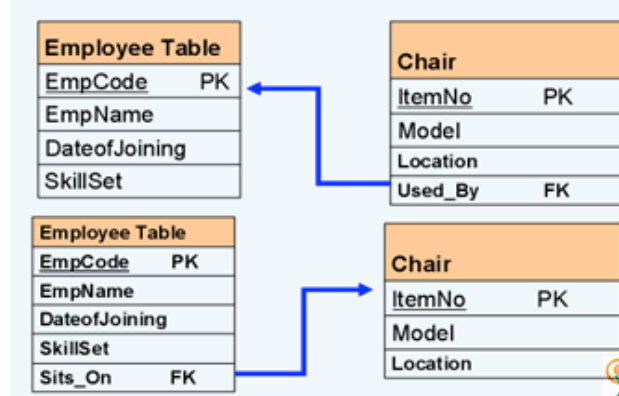 Employee Table
EmpCode PK
EmpName
DateofJoining
SkillSet
Chair
ItemNo PK
Model
Location
Used_By FK
Employee Table
EmpCode PK
EmpName
DateofJoining
SkillSet
Sits_On FK
Chair
ItemNo PK
Model
Location